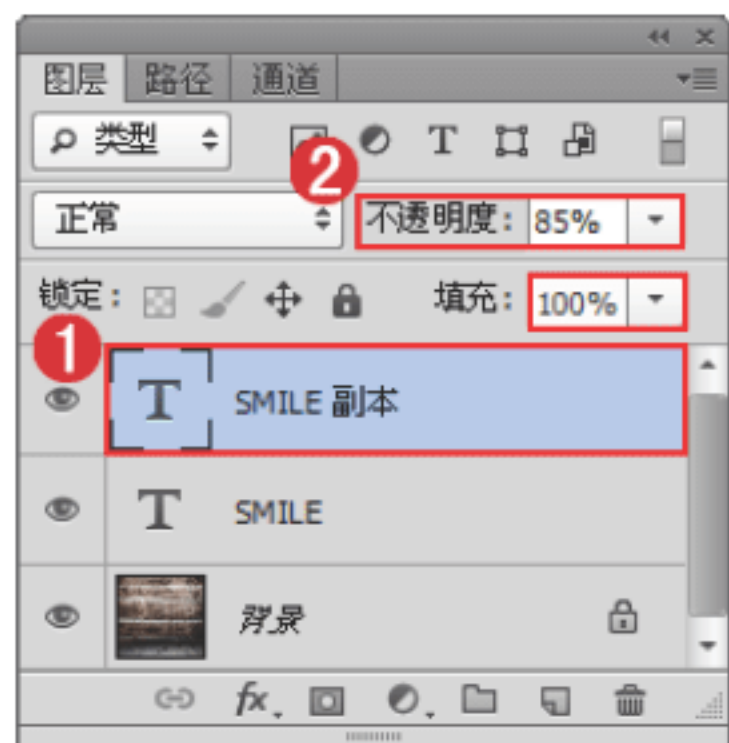 图层 路径 通道
类型 T
2
正常 不透明度: 85%
锁定: 填充: 100%
1
T SMILE 副本
T SMILE
背景
fx.